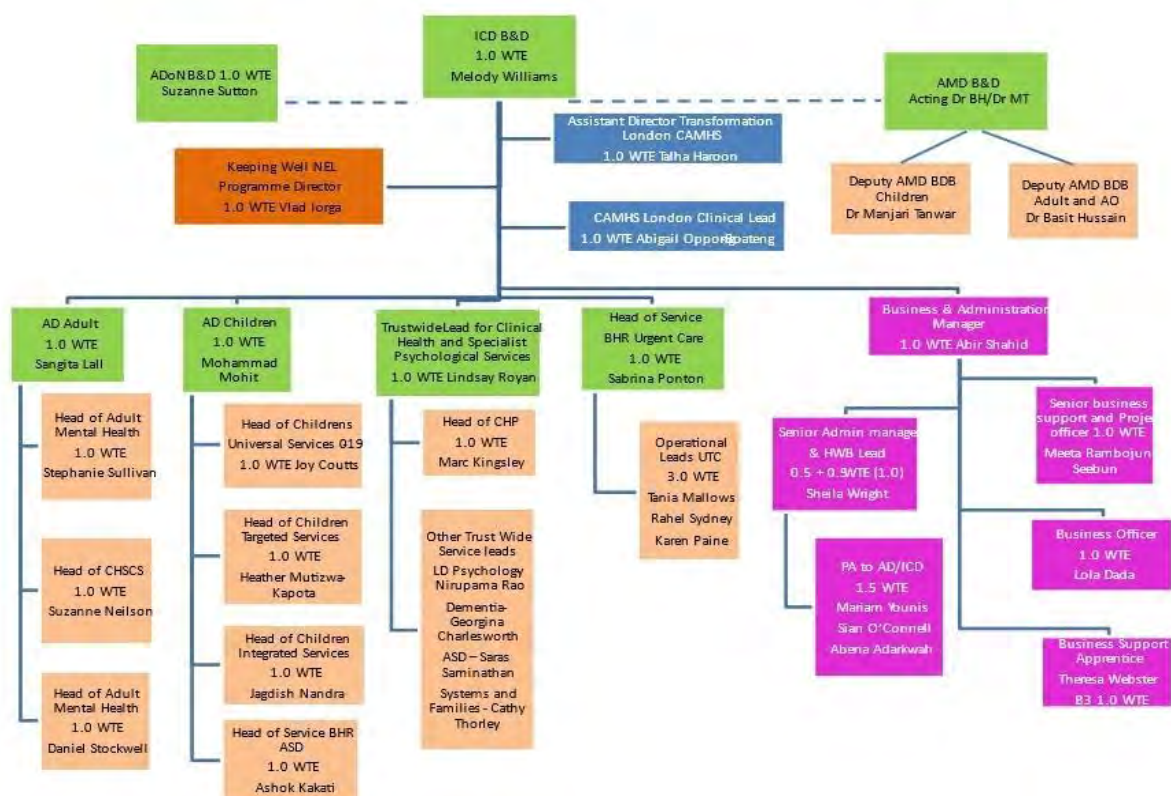 ICD B&D
1.0 WTE
Melody Williams
ADoN B&D 1.0 WTE
Suzanne Sutton
AMD B&D
Acting Dr BH/Dr MT
Assistant Director Transformation
London CAMHS
1.0 WTE Talha Haroon
Keeping Well NEL
Programme Director
1.0 WTE Vlad Iorga
Deputy AMD BDB
Children
Dr Manjari Tanwar
Deputy AMD BDB
Adult and AO
Dr Basit Hussain
CAMHS London Clinical Lead
1.0 WTE Abigail Oppong-Boateng
AD Adult
1.0 WTE
Sangita Lall
AD Children
1.0 WTE
Mohammad
Mohit
Trustwide Lead for Clinical
Health and Specialist
Psychological Services
1.0 WTE Lindsay Royan
Head of Service
BHR Urgent Care
1.0 WTE
Sabrina Ponton
Business & Administration
Manager
1.0 WTE Abir Shahid
Head of Adult
Mental Health
1.0 WTE
Stephanie Sullivan
Head of Childrens
Universal Services 019
1.0 WTE Joy Coutts
Head of CHP
1.0 WTE
Marc Kingsley
Operational
Leads UTC
3.0 WTE
Tania Mallows
Rahel Sydney
Karen Paine
Senior Admin manager
& HWB Lead
0.5 + 0.5WTE (1.0)
Sheila Wright
Senior business
support and Projec
officer 1.0 WTE
Meeta Rambojun
Seebun
Head of CHSCS
1.0 WTE
Suzanne Neilson
Head of Children
Targeted Services
1.0 WTE
Heather Mutizwa-
Kapota
Other Trust Wide
Service leads
LD Psychology
Nirupama Rao
Dementia-
Georgina
Charlesworth
ASD – Saras
Saminathan
Systems and
Families - Cathy
Thorley
PA to AD/ICD
1.5 WTE
Mariam Younis
Sian O'Connell
Abena Adarkwah
Business Officer
1.0 WTE
Lola Dada
Head of Adult
Mental Health
1.0 WTE
Daniel Stockwell
Head of Children
Integrated Services
1.0 WTE
Jagdish Nandra
Business Support
Apprentice
Theresa Webster
B3 1.0 WTE
Head of Service BHR
ASD
1.0 WTE
Ashok Kakati